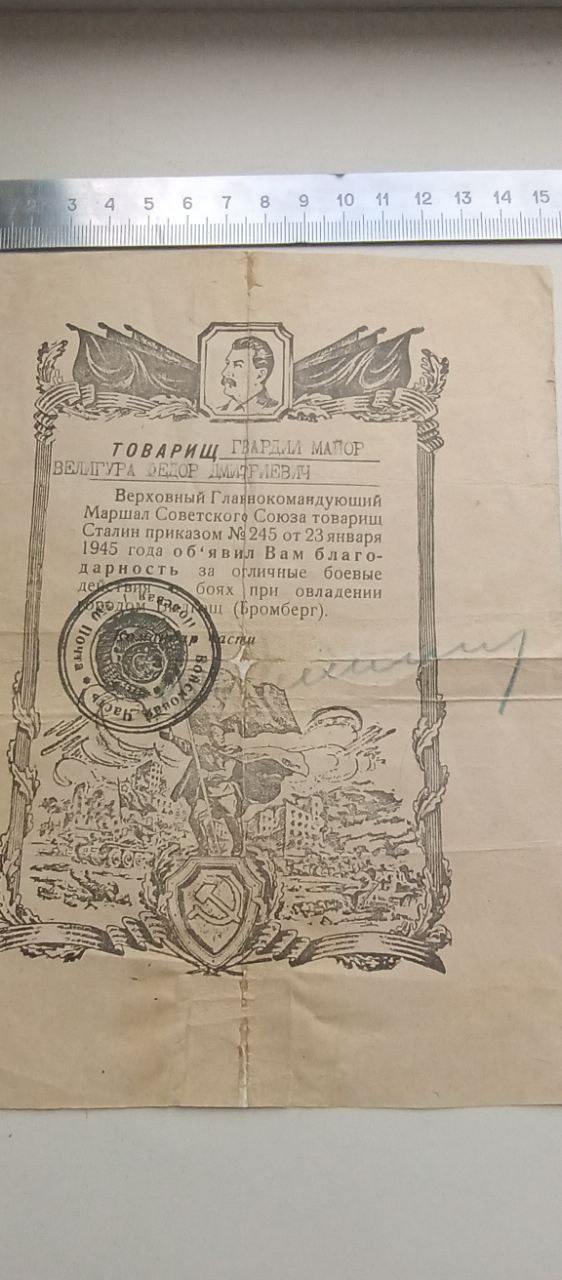 2 3 4 5 6 7 8 9 10 11 12 13 14 15
ТОВАРИЩ ГВАРДИИ МАЙОР
ВЕЛИГУРА ФЕДОР ДМИТРИЕВИЧ
Верховный Главнокомандующий
Маршал Советского Союза товарищ
Сталин приказом № 245 от 23 января
1945 года об‘явил Вам благо-
дарность за отличные боевые
действия в боях при овладении
городом Быдгощ (Бромберг).
Командир части
Войсковая Часть * Полевая Почта *